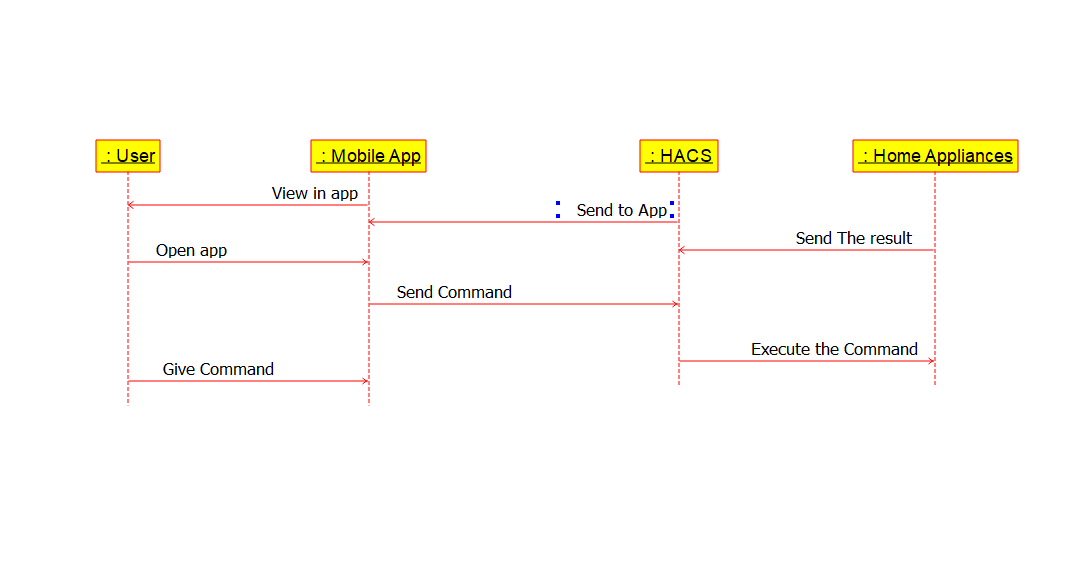 : User
: Mobile App
: HACS
: Home Appliances
View in app
Send to App
Send The result
Open app
Send Command
Execute the Command
Give Command